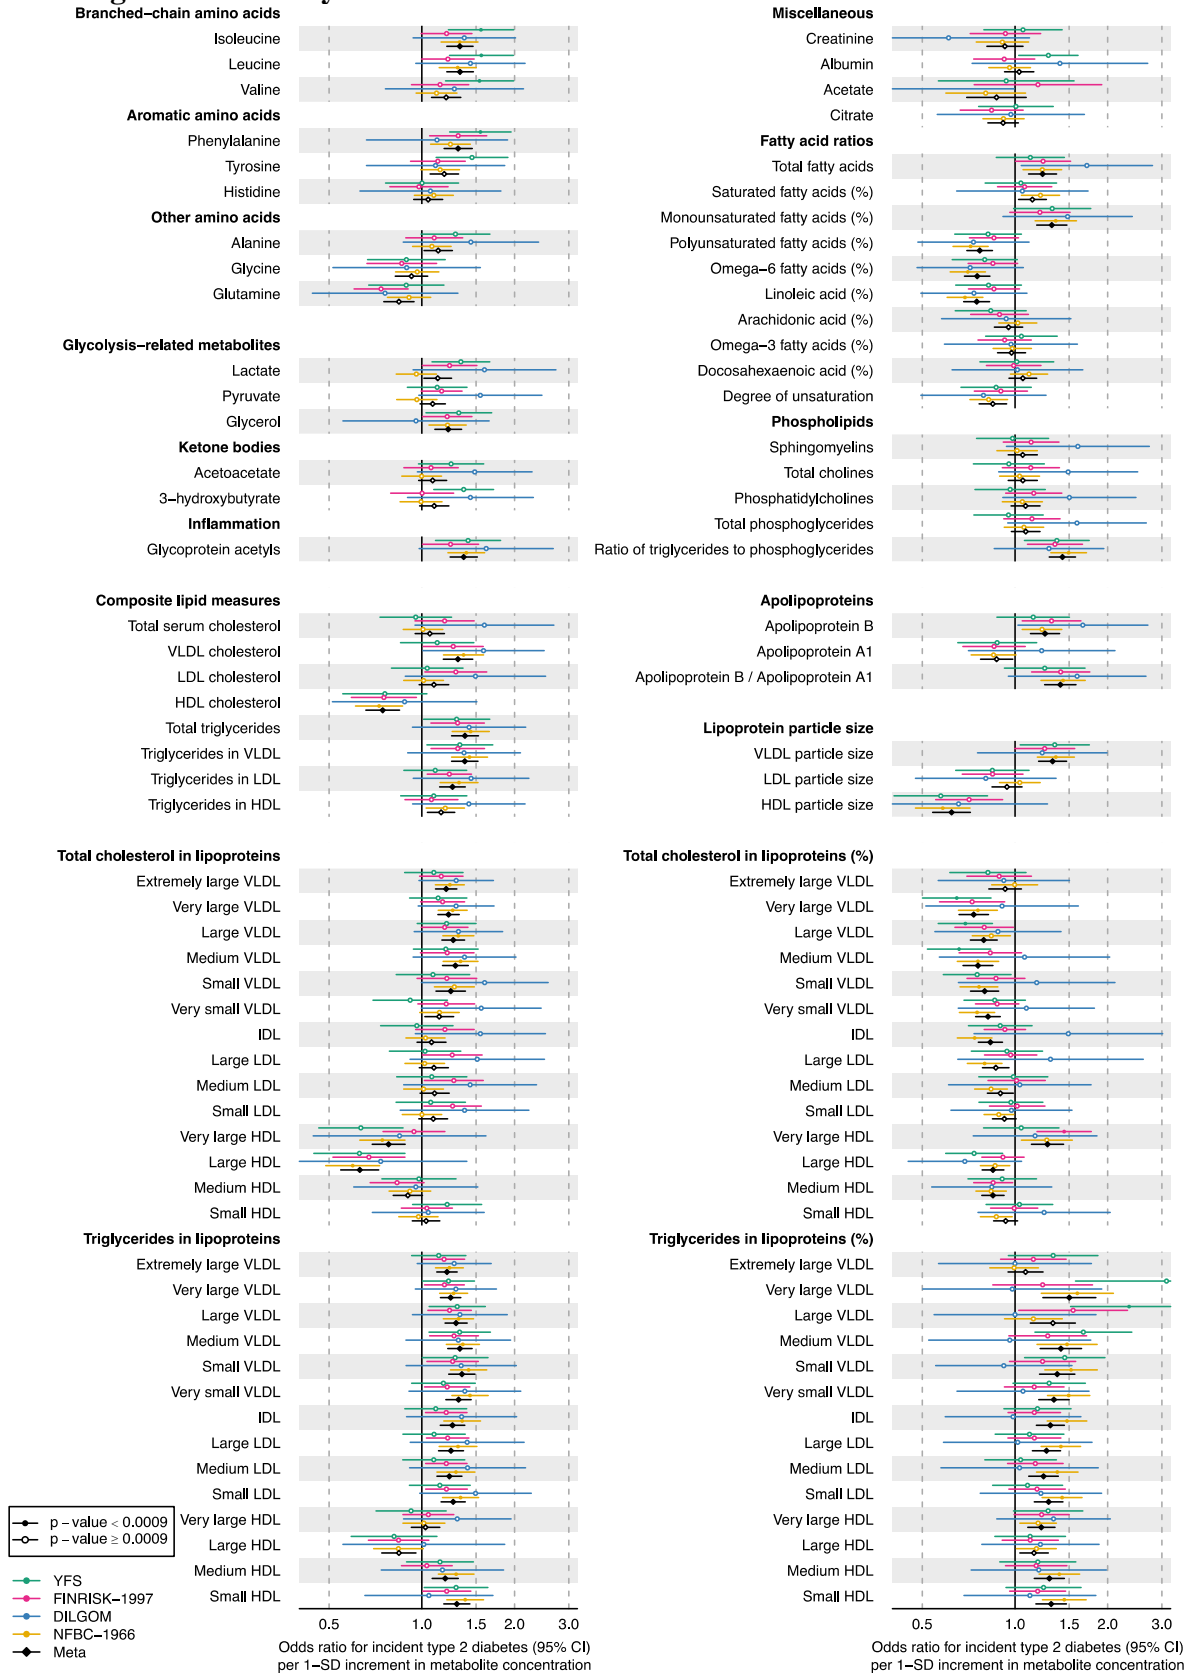 Branched−chain amino acids
Isoleucine
Leucine
Valine
Aromatic amino acids
Phenylalanine
Tyrosine
Histidine
Other amino acids
Alanine
Glycine
Glutamine
Glycolysis−related metabolites
Lactate
Pyruvate
Glycerol
Ketone bodies
Acetoacetate
3−hydroxybutyrate
Inflammation
Glycoprotein acetyls
Composite lipid measures
Total serum cholesterol
VLDL cholesterol
LDL cholesterol
HDL cholesterol
Total triglycerides
Triglycerides in VLDL
Triglycerides in LDL
Triglycerides in HDL
Total cholesterol in lipoproteins
Extremely large VLDL
Very large VLDL
Large VLDL
Medium VLDL
Small VLDL
Very small VLDL
IDL
Large LDL
Medium LDL
Small LDL
Very large HDL
Large HDL
Medium HDL
Small HDL
Triglycerides in lipoproteins
Extremely large VLDL
Very large VLDL
Large VLDL
Medium VLDL
Small VLDL
Very small VLDL
IDL
Large LDL
Medium LDL
Small LDL
Very large HDL
Large HDL
Medium HDL
Small HDL
0.5 1.0 1.5 2.0 3.0
Odds ratio for incident type 2 diabetes (95% CI)
per 1−SD increment in metabolite concentration
Miscellaneous
Creatinine
Albumin
Acetate
Citrate
Fatty acid ratios
Total fatty acids
Saturated fatty acids (%)
Monounsaturated fatty acids (%)
Polyunsaturated fatty acids (%)
Omega−6 fatty acids (%)
Linoleic acid (%)
Arachidonic acid (%)
Omega−3 fatty acids (%)
Docosahexaenoic acid (%)
Degree of unsaturation
Phospholipids
Sphingomyelins
Total cholines
Phosphatidylcholines
Total phosphoglycerides
Ratio of triglycerides to phosphoglycerides
Apolipoproteins
Apolipoprotein B
Apolipoprotein A1
Apolipoprotein B / Apolipoprotein A1
Lipoprotein particle size
VLDL particle size
LDL particle size
HDL particle size
Total cholesterol in lipoproteins (%)
Extremely large VLDL
Very large VLDL
Large VLDL
Medium VLDL
Small VLDL
Very small VLDL
IDL
Large LDL
Medium LDL
Small LDL
Very large HDL
Large HDL
Medium HDL
Small HDL
Triglycerides in lipoproteins (%)
Extremely large VLDL
Very large VLDL
Large VLDL
Medium VLDL
Small VLDL
Very small VLDL
IDL
Large LDL
Medium LDL
Small LDL
Very large HDL
Large HDL
Medium HDL
Small HDL
0.5 1.0 1.5 2.0 3.0
Odds ratio for incident type 2 diabetes (95% CI)
per 1−SD increment in metabolite concentration
p − value < 0.0009
p − value ≥ 0.0009
YFS
FINRISK−1997
DILGOM
NFBC−1966
Meta